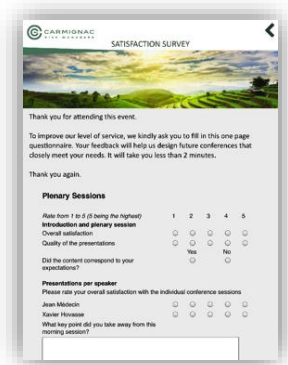 CARMIGNAC
RISK MANAGERS
SATISFACTION SURVEY
Thank you for attending this event.
To improve our level of service, we kindly ask you to fill in this one page
questionnaire. Your feedback will help us design future conferences that
closely meet your needs. It will take you less than 2 minutes.
Thank you again.
Plenary Sessions
Rate from 1 to 5 (5 being the highest) 1 2 3 4 5
Introduction and plenary session
Overall satisfaction
Quality of the presentations
Yes No
Did the content correspond to your
expectations?
Presentations per speaker
Please rate your overall satisfaction with the individual conference sessions
Jean Médecin
Xavier Hovasse
What key point did you take away from this
morning session?